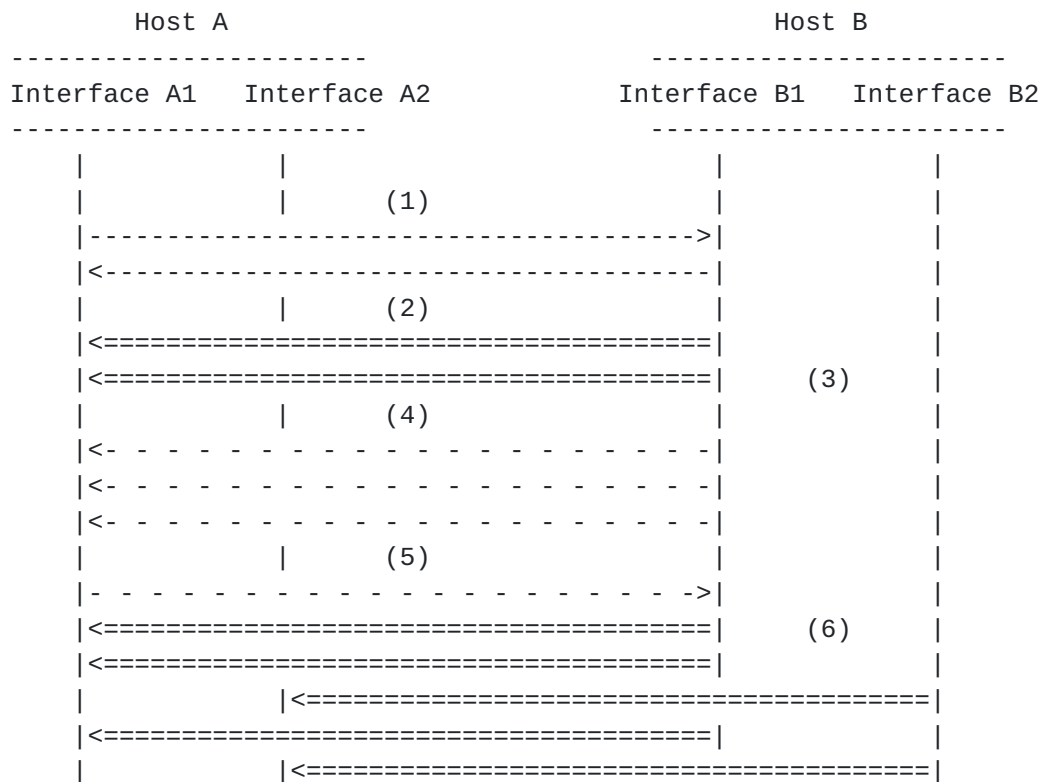 Host A                                   Host B
-----------------------                  -----------------------
Interface A1   Interface A2            Interface B1   Interface B2
-----------------------                  -----------------------
    |            |                            |             |
    |            |      (1)                   |             |
    |--------------------------------------->|             |
    |<---------------------------------------|             |
    |            |      (2)                   |             |
    |<=======================================|             |
    |<=======================================|     (3)     |
    |            |      (4)                   |             |
    |<- - - - - - - - - - - - - - - - - - - -|             |
    |<- - - - - - - - - - - - - - - - - - - -|             |
    |<- - - - - - - - - - - - - - - - - - - -|             |
    |            |      (5)                   |             |
    |- - - - - - - - - - - - - - - - - - - ->|             |
    |<=======================================|     (6)     |
    |<=======================================|             |
    |            |<========================================|
    |<=======================================|             |
    |            |<========================================|